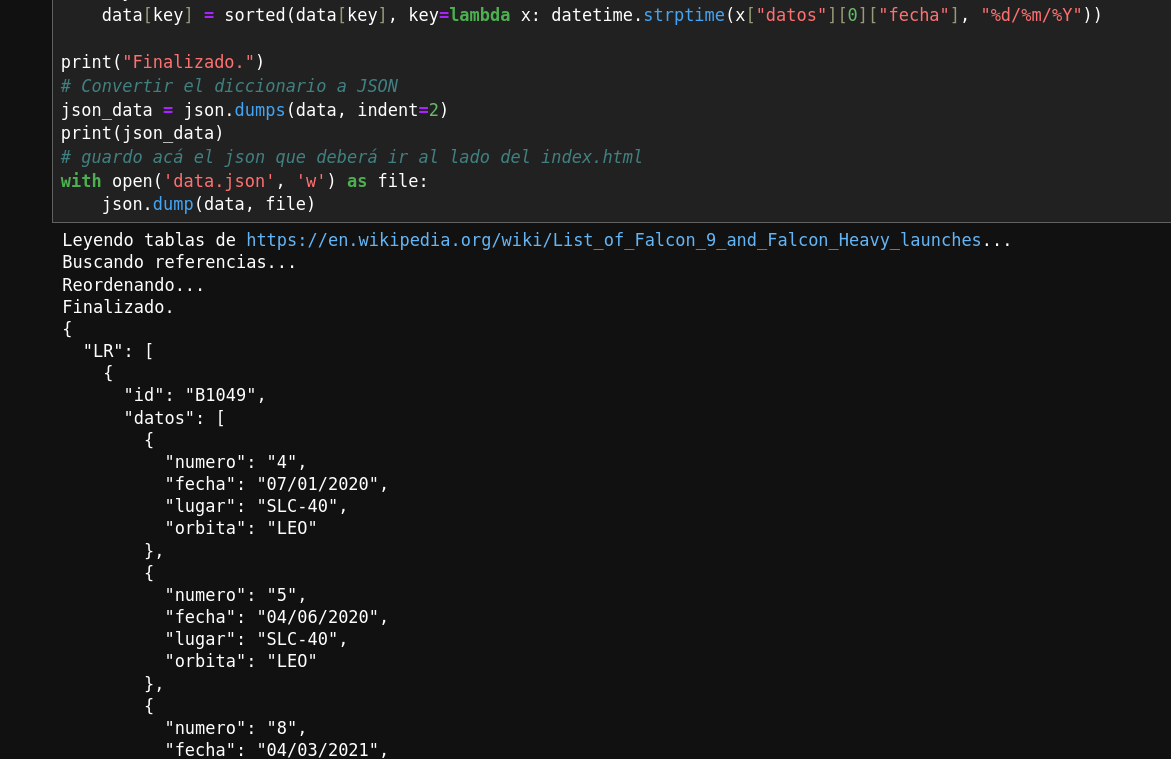 data[key] = sorted(data[key], key=lambda x: datetime.strptime(x["datos"][0]["fecha"], "%d/%m/%Y"))

print("Finalizado.")
# Convertir el diccionario a JSON
json_data = json.dumps(data, indent=2)
print(json_data)
# guardo acá el json que deberá ir al lado del index.html
with open('data.json', 'w') as file:
    json.dump(data, file)
Leyendo tablas de https://en.wikipedia.org/wiki/List_of_Falcon_9_and_Falcon_Heavy_launches...
Buscando referencias...
Reordenando...
Finalizado.
{
  "LR": [
    {
      "id": "B1049",
      "datos": [
        {
          "numero": "4",
          "fecha": "07/01/2020",
          "lugar": "SLC-40",
          "orbita": "LEO"
        },
        {
          "numero": "5",
          "fecha": "04/06/2020",
          "lugar": "SLC-40",
          "orbita": "LEO"
        },
        {
          "numero": "8",
          "fecha": "04/03/2021",